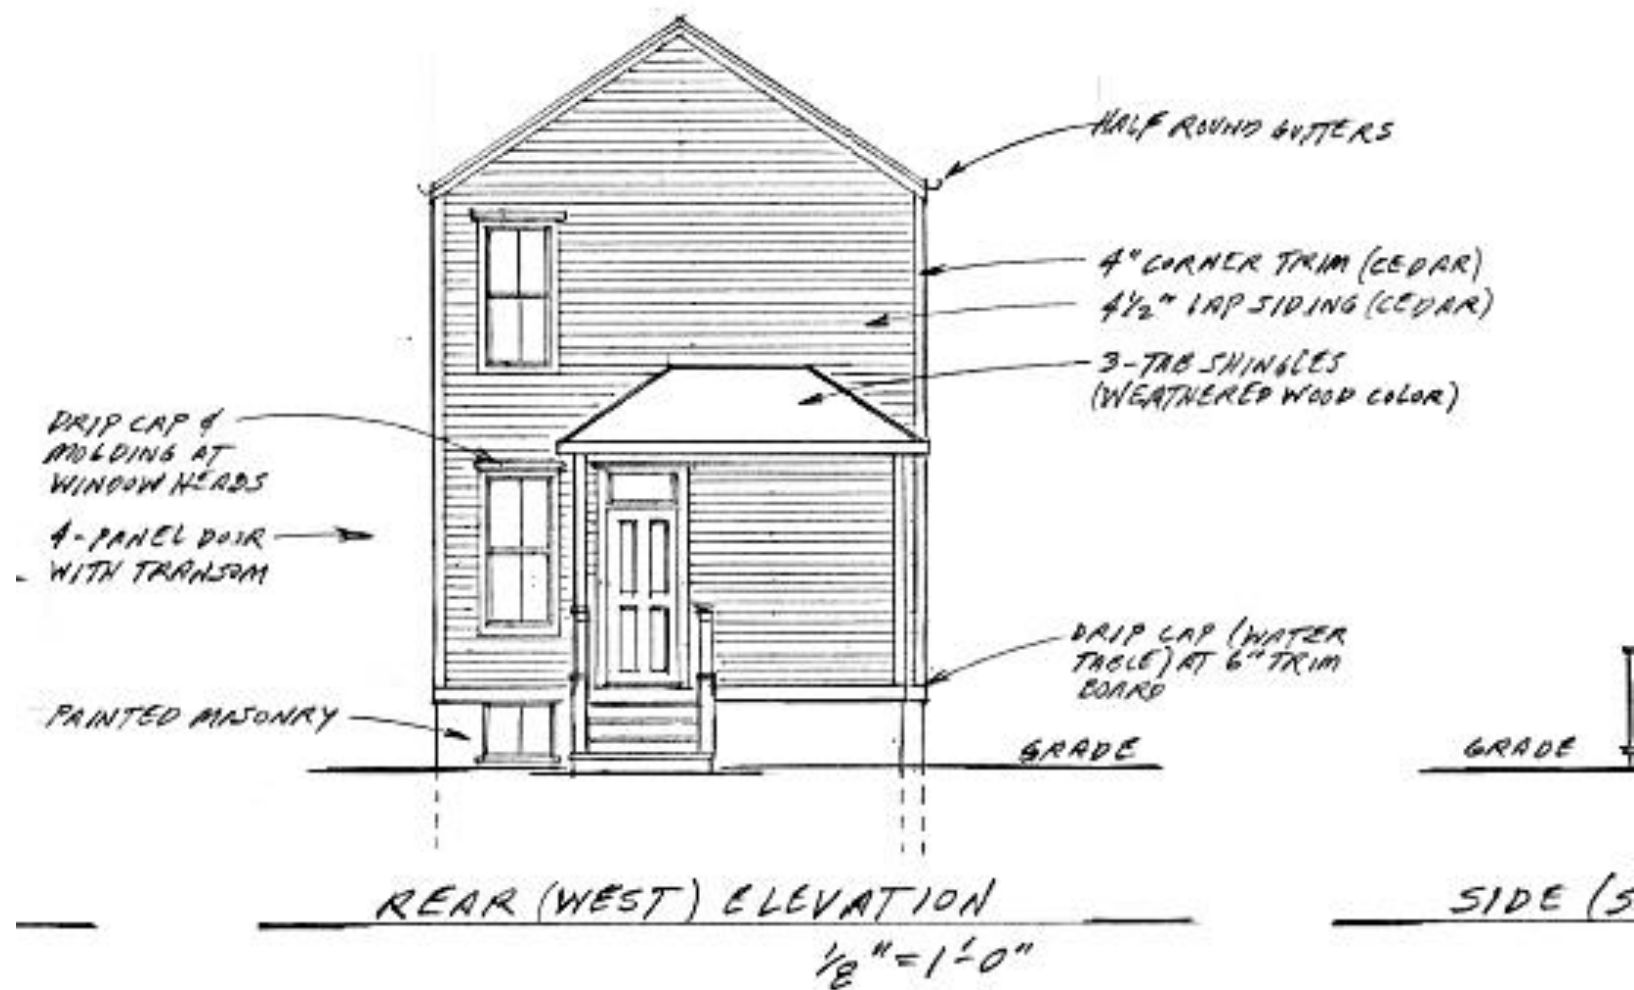 HALF ROUND GUTTERS
4" CORNER TRIM (CEDAR)
4½" LAP SIDING (CEDAR)
3-TAB SHINGLES
(WEATHERED WOOD COLOR)
DRIP CAP &
MOLDING AT
WINDOW HEADS
4-PANEL DOOR
WITH TRANSOM
DRIP CAP (WATER
TABLE) AT 6" TRIM
BOARD
PAINTED MASONRY
GRADE
GRADE
REAR (WEST) ELEVATION
SIDE (S
1/8" = 1'-0"